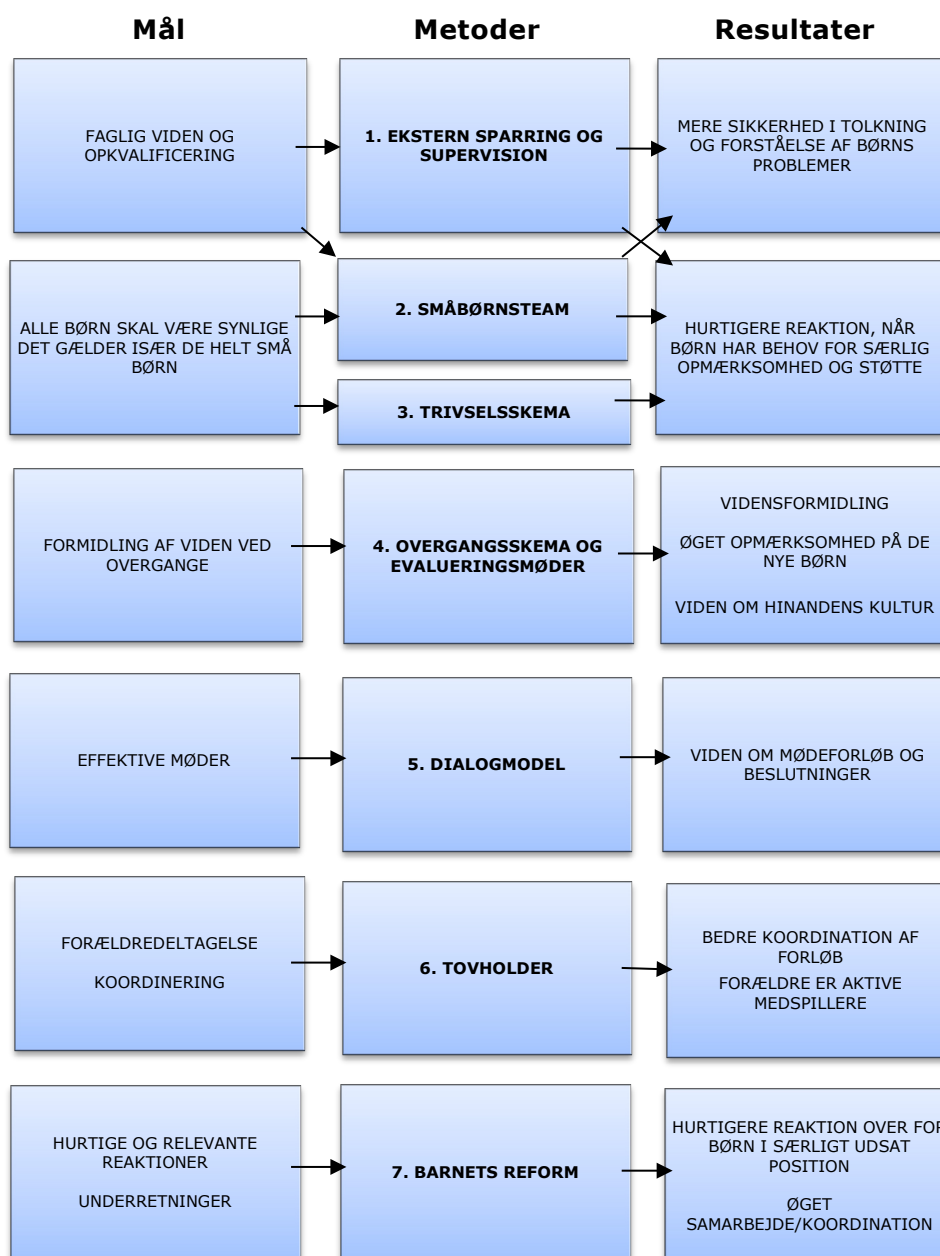 Mål
Metoder
Resultater
FAGLIG VIDEN OG
OPKVALIFICERING
1. EKSTERN SPARRING OG
SUPERVISION
MERE SIKKERHED I TOLKNING
OG FORSTÅELSE AF BØRNS
PROBLEMER
ALLE BØRN SKAL VÆRE SYNLIGE
DET GÆLDER ISÆR DE HELT SMÅ
BØRN
2. SMÅBØRNSTEAM
3. TRIVSELSSKEMA
HURTIGERE REAKTION, NÅR
BØRN HAR BEHOV FOR SÆRLIG
OPMÆRKSOMHED OG STØTTE
FORMIDLING AF VIDEN VED
OVERGANGE
4. OVERGANGSSKEMA OG
EVALUERINGSMØDER
VIDENSFORMIDLING
ØGET OPMÆRKSOMHED PÅ DE
NYE BØRN
VIDEN OM HINANDENS KULTUR
EFFEKTIVE MØDER
5. DIALOGMODEL
VIDEN OM MØDEFORLØB OG
BESLUTNINGER
FORÆLDREDELTAGELSE
KOORDINERING
6. TOVHOLDER
BEDRE KOORDINATION AF
FORLØB
FORÆLDRE ER AKTIVE
MEDSPILLERE
HURTIGE OG RELEVANTE
REAKTIONER
UNDERRETNINGER
7. BARNETS REFORM
HURTIGERE REAKTION OVER FOR
BØRN I SÆRLIGT UDSAT
POSITION
ØGET
SAMARBEJDE/KOORDINATION